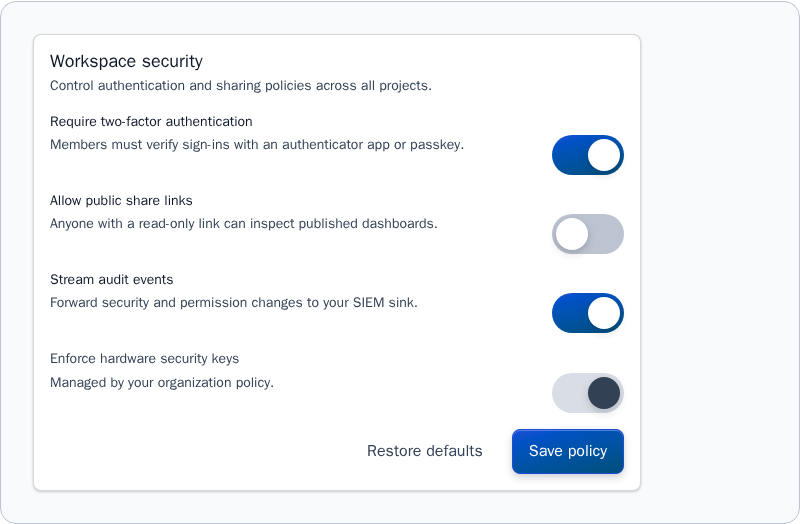 Workspace security
Control authentication and sharing policies across all projects.
Require two-factor authentication
Members must verify sign-ins with an authenticator app or passkey.
Allow public share links
Anyone with a read-only link can inspect published dashboards.
Stream audit events
Forward security and permission changes to your SIEM sink.
Enforce hardware security keys
Managed by your organization policy.
Restore defaults
Save policy